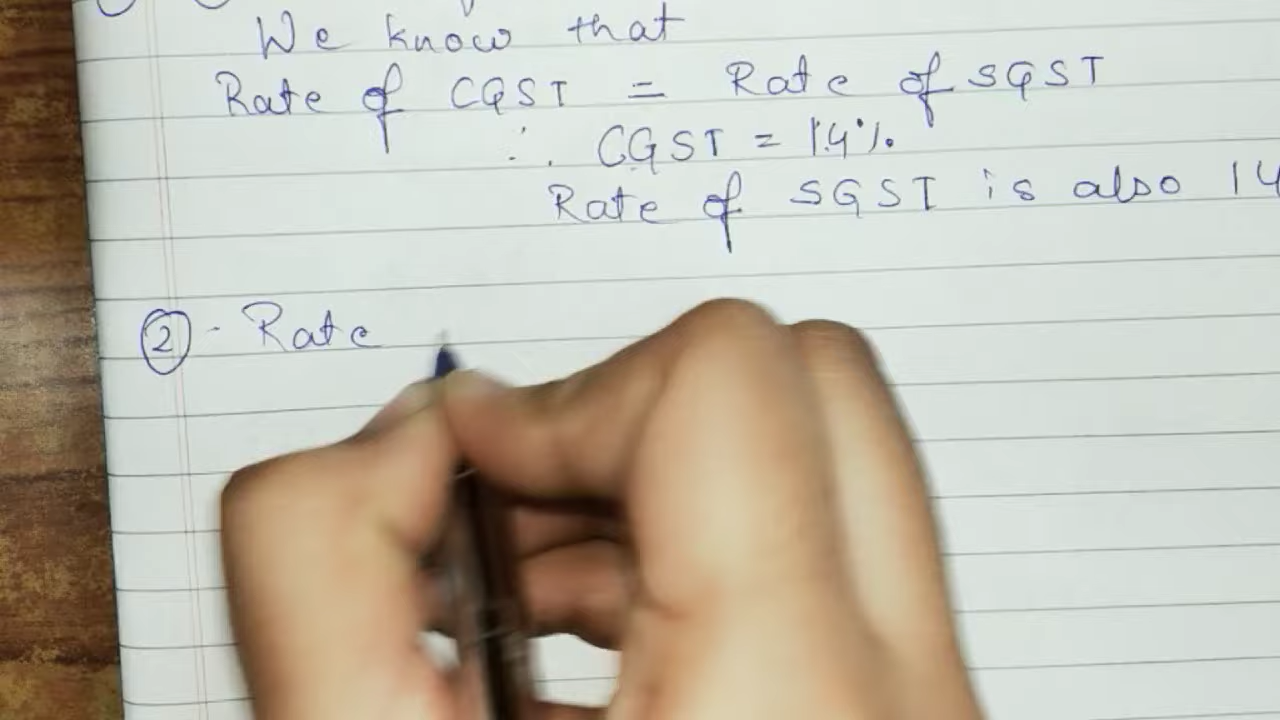 We know that
Rate of CGST = Rate of SGST
∴ CGST = 14%.
Rate of SGST is also 14
② - Rate